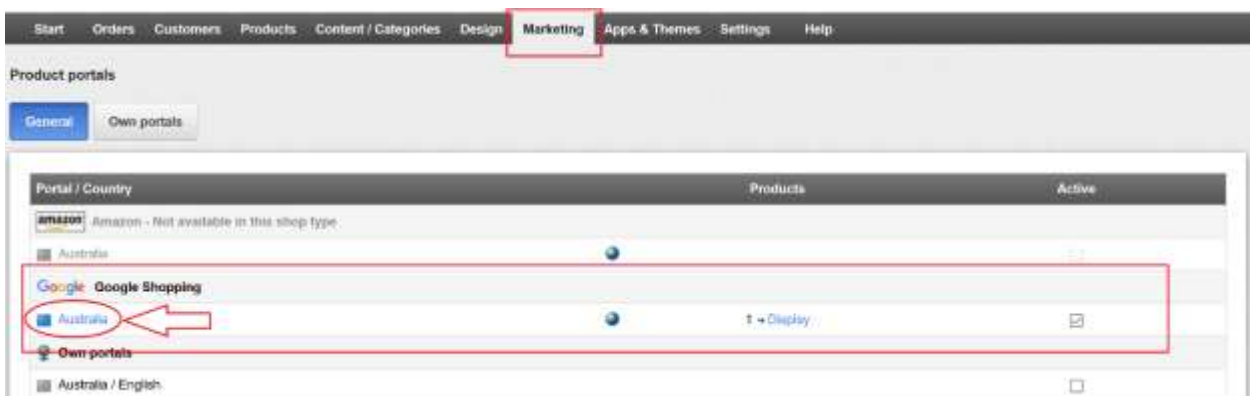 Start Orders Customers Products Content / Categories Design Marketing Apps & Themes Settings Help
Product portals
General Own portals
Portal / Country Products Active
amazon Amazon - Not available in this shop type
Australia
Google Google Shopping
Australia 1 → Display
Own portals
Australia / English